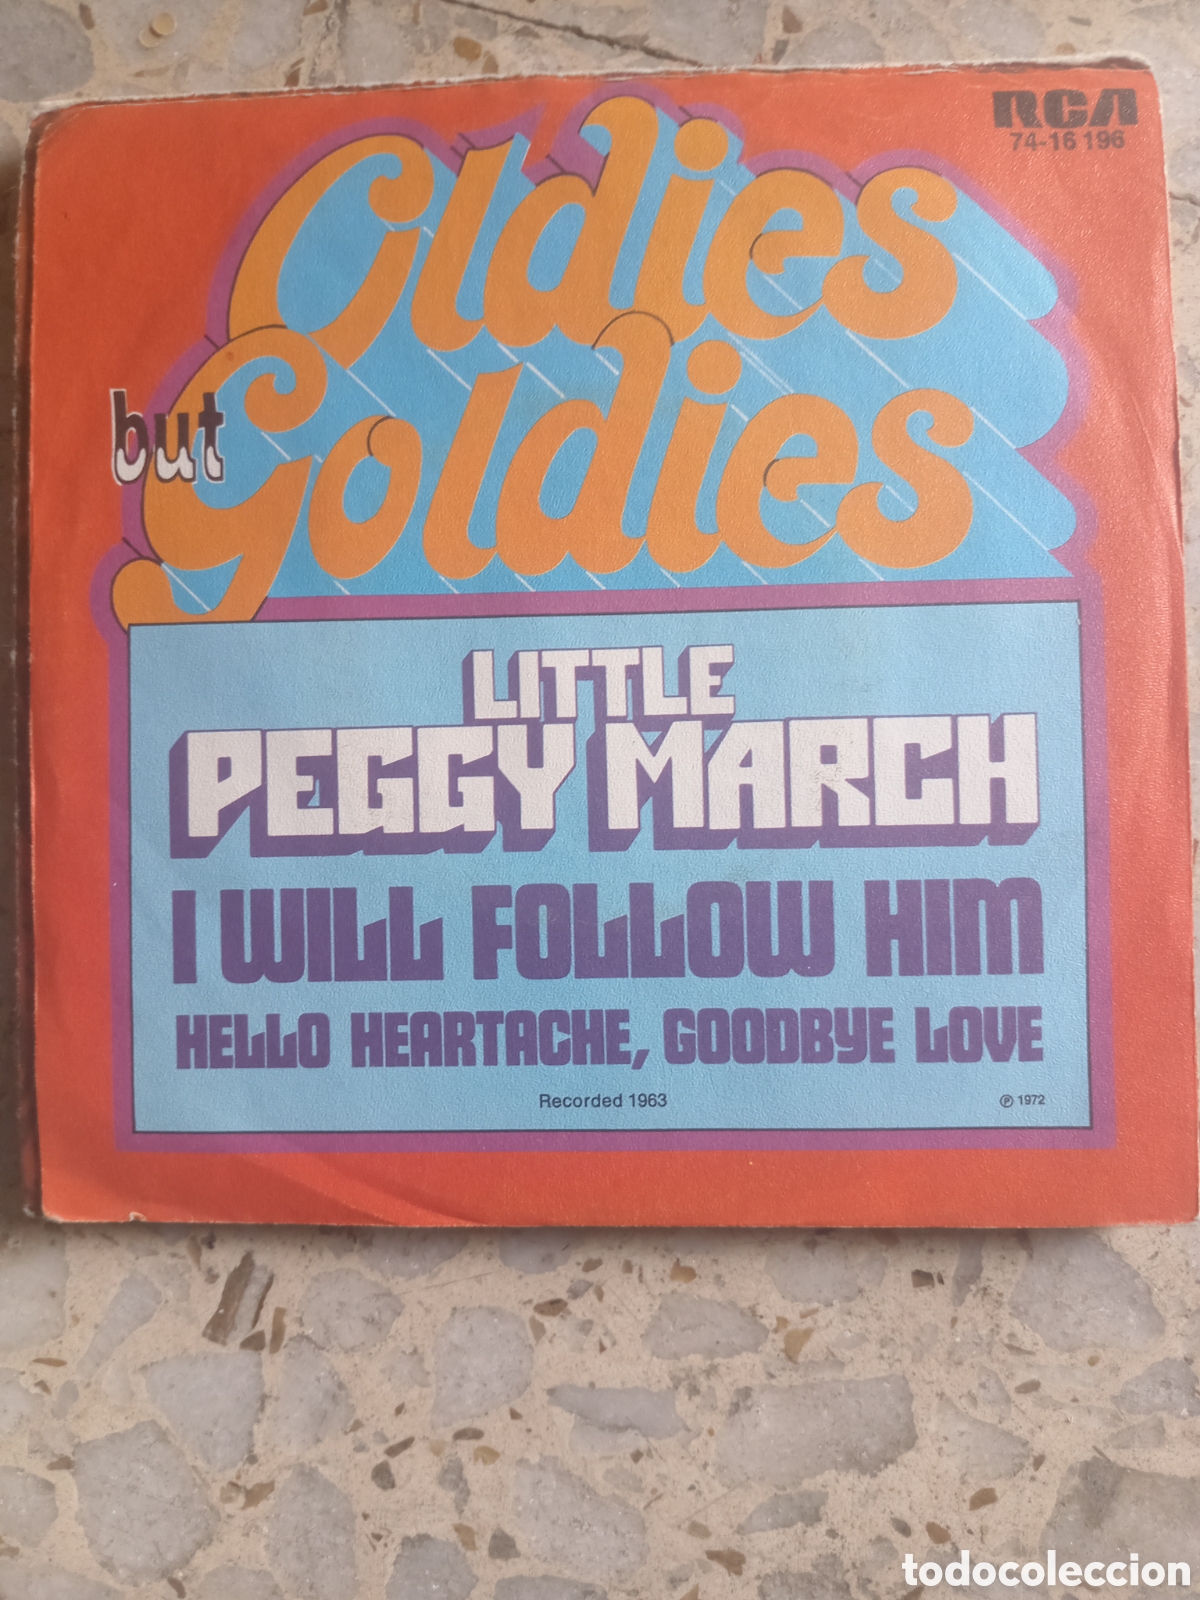 RCA
74-16 196
Oldies
but
Goldies
LITTLE
PEGGY MARCH
I WILL FOLLOW HIM
HELLO HEARTACHE, GOODBYE LOVE
Recorded 1963
℗ 1972
todocoleccion